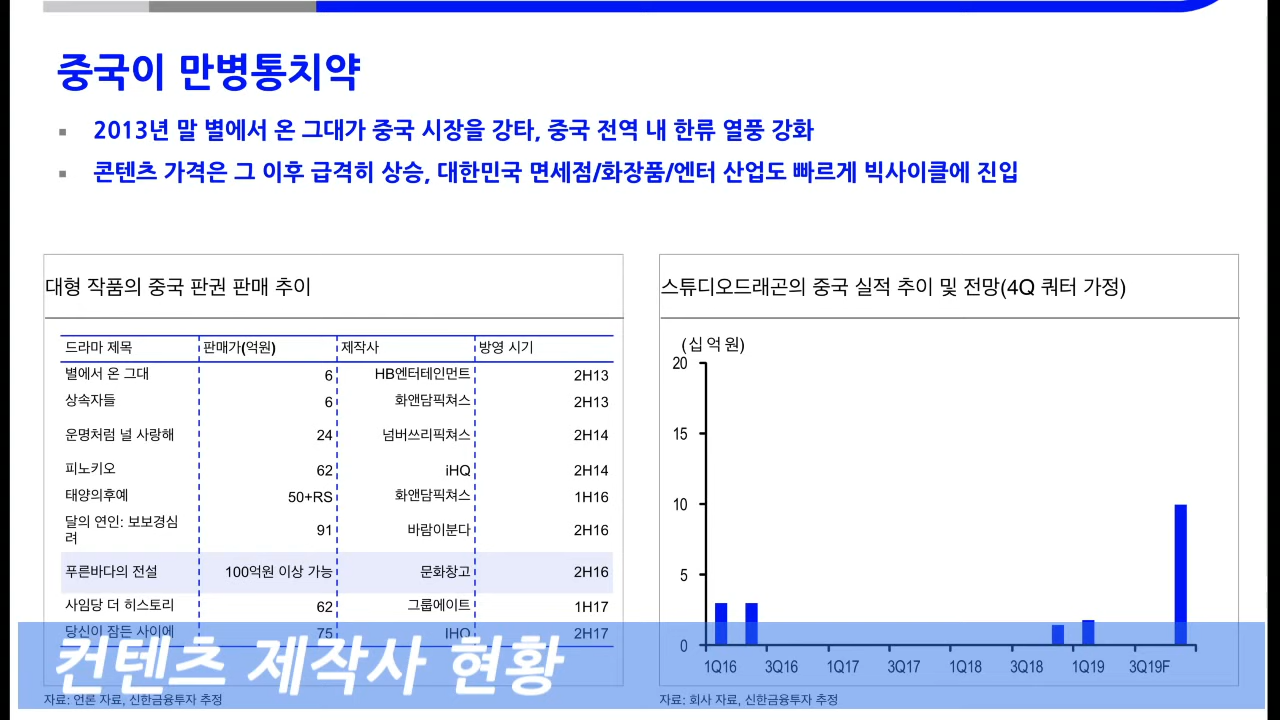 중국이 만병통치약
▪ 2013년 말 별에서 온 그대가 중국 시장을 강타, 중국 전역 내 한류 열풍 강화
▪ 콘텐츠 가격은 그 이후 급격히 상승, 대한민국 면세점/화장품/엔터 산업도 빠르게 빅사이클에 진입
대형 작품의 중국 판권 판매 추이
드라마 제목 판매가(억원) 제작사 방영 시기
별에서 온 그대 6 HB엔터테인먼트 2H13
상속자들 6 화앤담픽쳐스 2H13
운명처럼 널 사랑해 24 넘버쓰리픽쳐스 2H14
피노키오 62 iHQ 2H14
태양의후예 50+RS 화앤담픽쳐스 1H16
달의 연인: 보보경심
려 91 바람이분다 2H16
푸른바다의 전설 100억원 이상 가능 문화창고 2H16
사임당 더 히스토리 62 그룹에이트 1H17
당신이 잠든 사이에 75 IHQ 2H17
자료: 언론 자료, 신한금융투자 추정
스튜디오드래곤의 중국 실적 추이 및 전망(4Q 쿼터 가정)
(십억원)
20
15
10
5
0
1Q16 3Q16 1Q17 3Q17 1Q18 3Q18 1Q19 3Q19F
자료: 회사 자료, 신한금융투자 추정
컨텐츠 제작사 현황